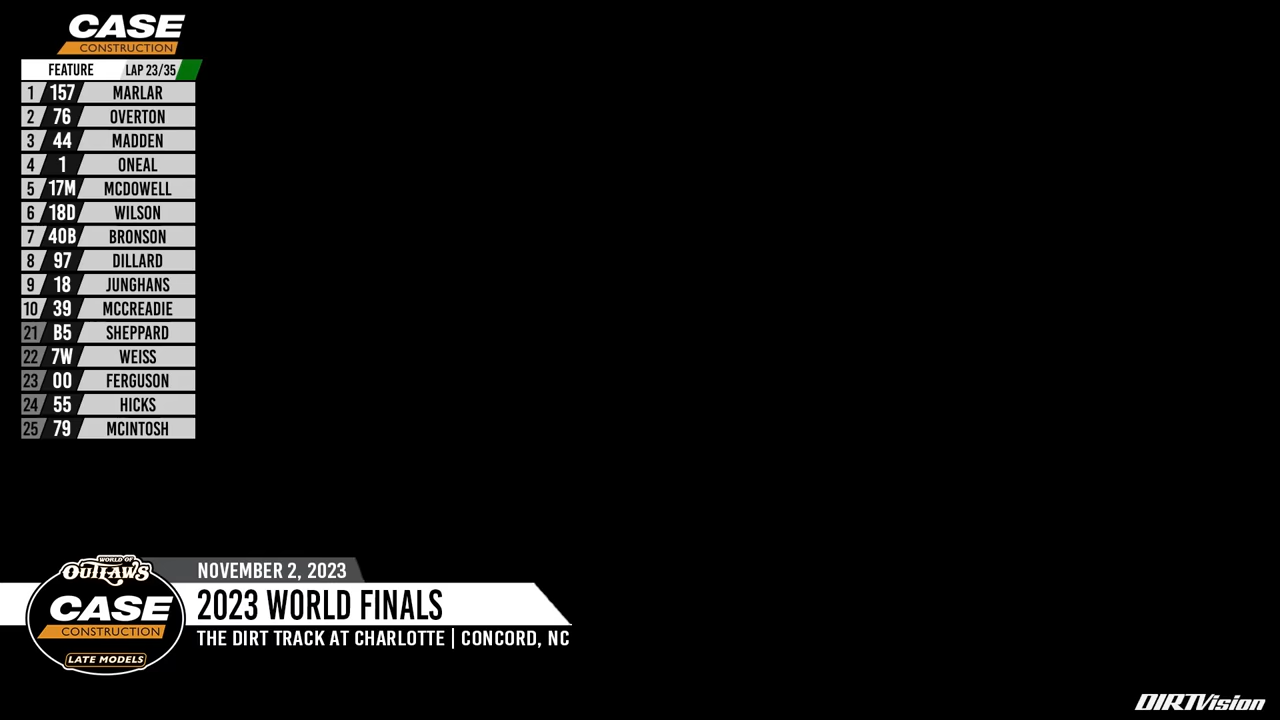 CASE
CONSTRUCTION
FEATURE LAP 23/35
1 157 MARLAR
2 76 OVERTON
3 44 MADDEN
4 1 ONEAL
5 17M MCDOWELL
6 18D WILSON
7 40B BRONSON
8 97 DILLARD
9 18 JUNGHANS
10 39 MCCREADIE
21 B5 SHEPPARD
22 7W WEISS
23 00 FERGUSON
24 55 HICKS
25 79 MCINTOSH
WORLD OF
OUTLAWS
CASE
CONSTRUCTION
LATE MODELS
NOVEMBER 2, 2023
2023 WORLD FINALS
THE DIRT TRACK AT CHARLOTTE | CONCORD, NC
DIRTVision